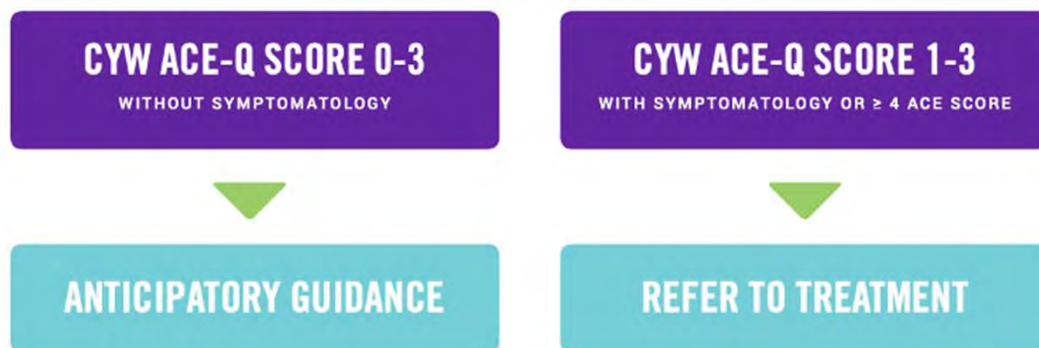 CYW ACE-Q SCORE 0-3
WITHOUT SYMPTOMATOLOGY
ANTICIPATORY GUIDANCE
CYW ACE-Q SCORE 1-3
WITH SYMPTOMATOLOGY OR ≥ 4 ACE SCORE
REFER TO TREATMENT